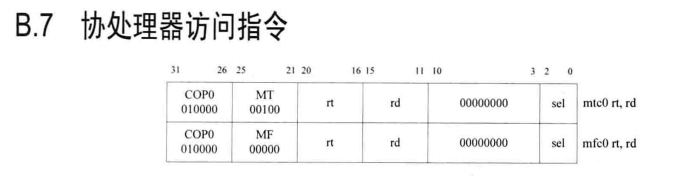 B.7 协处理器访问指令
31 26 25 21 20 16 15 11 10 3 2 0
COP0 MT
010000 00100 rt rd 00000000 sel mtc0 rt, rd
COP0 MF
010000 00000 rt rd 00000000 sel mfc0 rt, rd